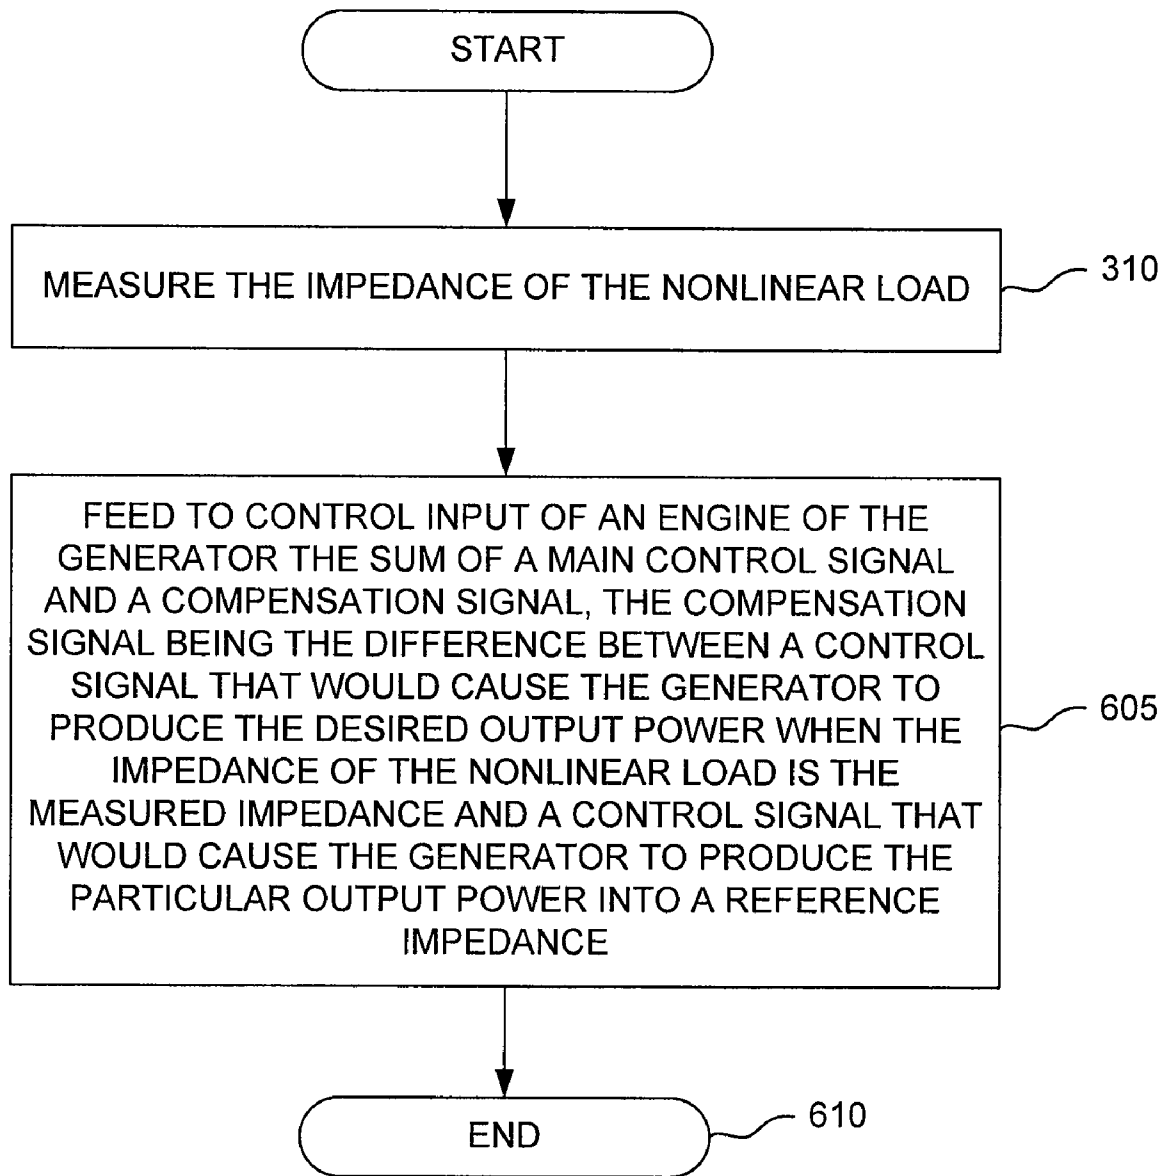 START
MEASURE THE IMPEDANCE OF THE NONLINEAR LOAD
310
FEED TO CONTROL INPUT OF AN ENGINE OF THE
GENERATOR THE SUM OF A MAIN CONTROL SIGNAL
AND A COMPENSATION SIGNAL, THE COMPENSATION
SIGNAL BEING THE DIFFERENCE BETWEEN A CONTROL
SIGNAL THAT WOULD CAUSE THE GENERATOR TO
PRODUCE THE DESIRED OUTPUT POWER WHEN THE
IMPEDANCE OF THE NONLINEAR LOAD IS THE
MEASURED IMPEDANCE AND A CONTROL SIGNAL THAT
WOULD CAUSE THE GENERATOR TO PRODUCE THE
PARTICULAR OUTPUT POWER INTO A REFERENCE
IMPEDANCE
605
END
610